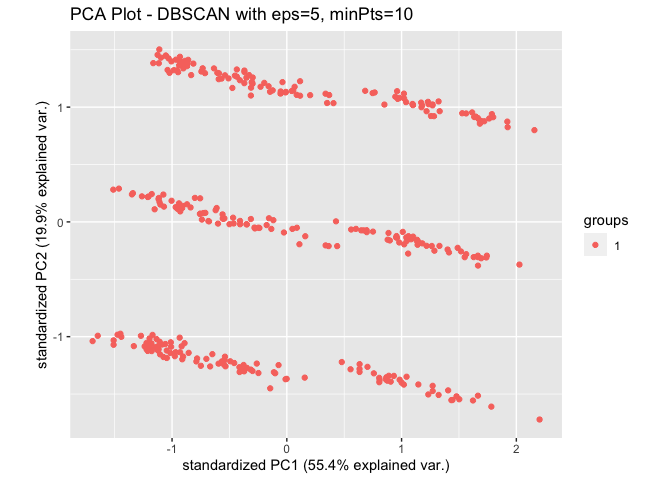 PCA Plot - DBSCAN with eps=5, minPts=10
standardized PC2 (19.9% explained var.)
1
0
-1
-1
0
1
2
standardized PC1 (55.4% explained var.)
groups
1